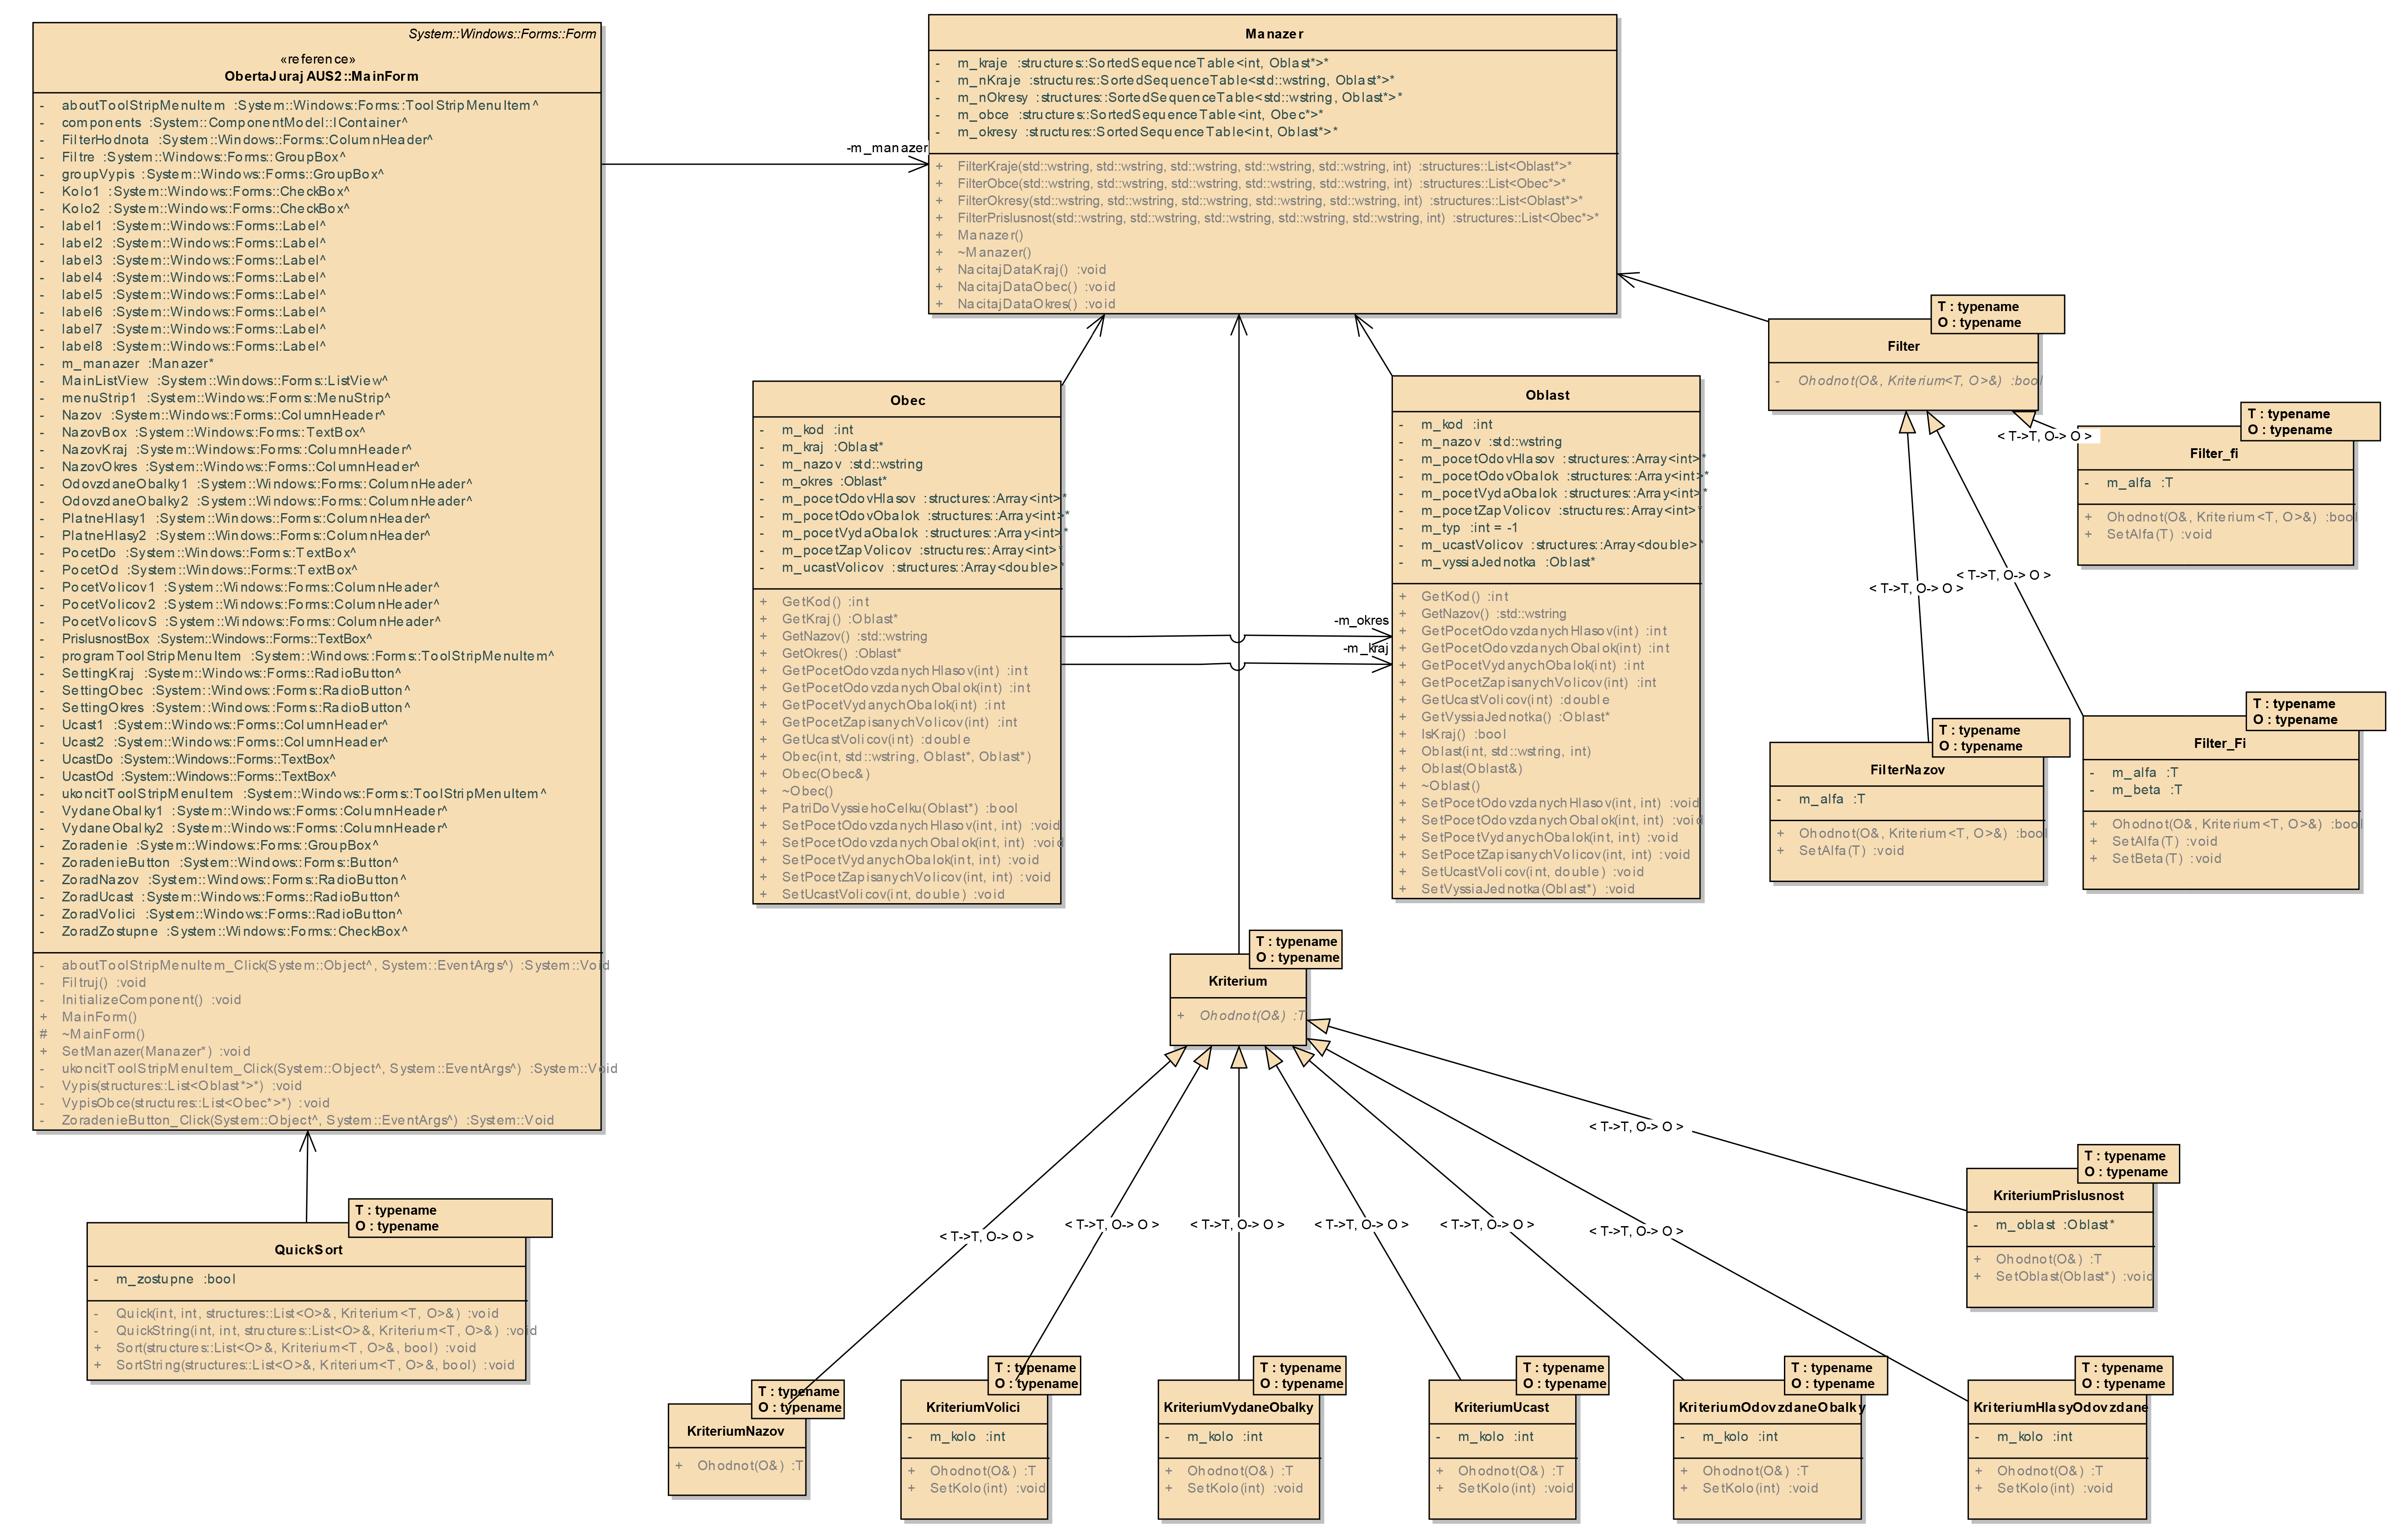 System::Windows::Forms::Form
«reference»
ObertaJurajAUS2::MainForm
- aboutToolStripMenuItem :System::Windows::Forms::ToolStripMenuItem^
- components :System::ComponentModel::IContainer^
- FilterHodnota :System::Windows::Forms::ColumnHeader^
- Filtre :System::Windows::Forms::GroupBox^
- groupVypis :System::Windows::Forms::GroupBox^
- Kolo1 :System::Windows::Forms::CheckBox^
- Kolo2 :System::Windows::Forms::CheckBox^
- label1 :System::Windows::Forms::Label^
- label2 :System::Windows::Forms::Label^
- label3 :System::Windows::Forms::Label^
- label4 :System::Windows::Forms::Label^
- label5 :System::Windows::Forms::Label^
- label6 :System::Windows::Forms::Label^
- label7 :System::Windows::Forms::Label^
- label8 :System::Windows::Forms::Label^
- m_manazer :Manazer*
- MainListView :System::Windows::Forms::ListView^
- menuStrip1 :System::Windows::Forms::MenuStrip^
- Nazov :System::Windows::Forms::ColumnHeader^
- NazovBox :System::Windows::Forms::TextBox^
- NazovKraj :System::Windows::Forms::ColumnHeader^
- NazovOkres :System::Windows::Forms::ColumnHeader^
- OdovzdaneObalky1 :System::Windows::Forms::ColumnHeader^
- OdovzdaneObalky2 :System::Windows::Forms::ColumnHeader^
- PlatneHlasy1 :System::Windows::Forms::ColumnHeader^
- PlatneHlasy2 :System::Windows::Forms::ColumnHeader^
- PocetDo :System::Windows::Forms::TextBox^
- PocetOd :System::Windows::Forms::TextBox^
- PocetVolicov1 :System::Windows::Forms::ColumnHeader^
- PocetVolicov2 :System::Windows::Forms::ColumnHeader^
- PocetVolicovS :System::Windows::Forms::ColumnHeader^
- PrislusnostBox :System::Windows::Forms::TextBox^
- programToolStripMenuItem :System::Windows::Forms::ToolStripMenuItem^
- SettingKraj :System::Windows::Forms::RadioButton^
- SettingObec :System::Windows::Forms::RadioButton^
- SettingOkres :System::Windows::Forms::RadioButton^
- Ucast1 :System::Windows::Forms::ColumnHeader^
- Ucast2 :System::Windows::Forms::ColumnHeader^
- UcastDo :System::Windows::Forms::TextBox^
- UcastOd :System::Windows::Forms::TextBox^
- ukoncitToolStripMenuItem :System::Windows::Forms::ToolStripMenuItem^
- VydaneObalky1 :System::Windows::Forms::ColumnHeader^
- VydaneObalky2 :System::Windows::Forms::ColumnHeader^
- Zoradenie :System::Windows::Forms::GroupBox^
- ZoradenieButton :System::Windows::Forms::Button^
- ZoradNazov :System::Windows::Forms::RadioButton^
- ZoradUcast :System::Windows::Forms::RadioButton^
- ZoradVolici :System::Windows::Forms::RadioButton^
- ZoradZostupne :System::Windows::Forms::CheckBox^
- aboutToolStripMenuItem_Click(System::Object^, System::EventArgs^) :System::Void
- Filtruj() :void
- InitializeComponent() :void
+ MainForm()
# ~MainForm()
+ SetManazer(Manazer*) :void
- ukoncitToolStripMenuItem_Click(System::Object^, System::EventArgs^) :System::Void
- Vypis(structures::List<Oblast*>*) :void
- VypisObce(structures::List<Obec*>*) :void
- ZoradenieButton_Click(System::Object^, System::EventArgs^) :System::Void
T : typename
O : typename
QuickSort
- m_zostupne :bool
- Quick(int, int, structures::List<O>&, Kriterium<T, O>&) :void
- QuickString(int, int, structures::List<O>&, Kriterium<T, O>&) :void
+ Sort(structures::List<O>&, Kriterium<T, O>&, bool) :void
+ SortString(structures::List<O>&, Kriterium<T, O>&, bool) :void
-m_manazer
Manazer
- m_kraje :structures::SortedSequenceTable<int, Oblast*>*
- m_nKraje :structures::SortedSequenceTable<std::wstring, Oblast*>*
- m_nOkresy :structures::SortedSequenceTable<std::wstring, Oblast*>*
- m_obce :structures::SortedSequenceTable<int, Obec*>*
- m_okresy :structures::SortedSequenceTable<int, Oblast*>*
+ FilterKraje(std::wstring, std::wstring, std::wstring, std::wstring, std::wstring, int) :structures::List<Oblast*>*
+ FilterObce(std::wstring, std::wstring, std::wstring, std::wstring, std::wstring, int) :structures::List<Obec*>*
+ FilterOkresy(std::wstring, std::wstring, std::wstring, std::wstring, std::wstring, int) :structures::List<Oblast*>*
+ FilterPrislusnost(std::wstring, std::wstring, std::wstring, std::wstring, std::wstring, int) :structures::List<Obec*>*
+ Manazer()
+ ~Manazer()
+ NacitajDataKraj() :void
+ NacitajDataObec() :void
+ NacitajDataOkres() :void
Obec
- m_kod :int
- m_kraj :Oblast*
- m_nazov :std::wstring
- m_okres :Oblast*
- m_pocetOdovHlasov :structures::Array<int>*
- m_pocetOdovObalok :structures::Array<int>*
- m_pocetVydaObalok :structures::Array<int>*
- m_pocetZapVolicov :structures::Array<int>*
- m_ucastVolicov :structures::Array<double>*
+ GetKod() :int
+ GetKraj() :Oblast*
+ GetNazov() :std::wstring
+ GetOkres() :Oblast*
+ GetPocetOdovzdanychHlasov(int) :int
+ GetPocetOdovzdanychObalok(int) :int
+ GetPocetVydanychObalok(int) :int
+ GetPocetZapisanychVolicov(int) :int
+ GetUcastVolicov(int) :double
+ Obec(int, std::wstring, Oblast*, Oblast*)
+ Obec(Obec&)
+ ~Obec()
+ PatriDoVyssiehoCelku(Oblast*) :bool
+ SetPocetOdovzdanychHlasov(int, int) :void
+ SetPocetOdovzdanychObalok(int, int) :void
+ SetPocetVydanychObalok(int, int) :void
+ SetPocetZapisanychVolicov(int, int) :void
+ SetUcastVolicov(int, double) :void
-m_okres
-m_kraj
Oblast
- m_kod :int
- m_nazov :std::wstring
- m_pocetOdovHlasov :structures::Array<int>*
- m_pocetOdovObalok :structures::Array<int>*
- m_pocetVydaObalok :structures::Array<int>*
- m_pocetZapVolicov :structures::Array<int>*
- m_typ :int = -1
- m_ucastVolicov :structures::Array<double>*
- m_vyssiaJednotka :Oblast*
+ GetKod() :int
+ GetNazov() :std::wstring
+ GetPocetOdovzdanychHlasov(int) :int
+ GetPocetOdovzdanychObalok(int) :int
+ GetPocetVydanychObalok(int) :int
+ GetPocetZapisanychVolicov(int) :int
+ GetUcastVolicov(int) :double
+ GetVyssiaJednotka() :Oblast*
+ IsKraj() :bool
+ Oblast(int, std::wstring, int)
+ Oblast(Oblast&)
+ ~Oblast()
+ SetPocetOdovzdanychHlasov(int, int) :void
+ SetPocetOdovzdanychObalok(int, int) :void
+ SetPocetVydanychObalok(int, int) :void
+ SetPocetZapisanychVolicov(int, int) :void
+ SetUcastVolicov(int, double) :void
+ SetVyssiaJednotka(Oblast*) :void
T : typename
O : typename
Filter
- Ohodnot(O&, Kriterium<T, O>&) :bool
< T->T, O-> O >
T : typename
O : typename
Filter_fi
- m_alfa :T
+ Ohodnot(O&, Kriterium<T, O>&) :bool
+ SetAlfa(T) :void
< T->T, O-> O >
< T->T, O-> O >
T : typename
O : typename
FilterNazov
- m_alfa :T
+ Ohodnot(O&, Kriterium<T, O>&) :bool
+ SetAlfa(T) :void
T : typename
O : typename
Filter_Fi
- m_alfa :T
- m_beta :T
+ Ohodnot(O&, Kriterium<T, O>&) :bool
+ SetAlfa(T) :void
+ SetBeta(T) :void
T : typename
O : typename
Kriterium
+ Ohodnot(O&) :T
< T->T, O-> O >
< T->T, O-> O >
< T->T, O-> O >
< T->T, O-> O >
< T->T, O-> O >
< T->T, O-> O >
< T->T, O-> O >
T : typename
O : typename
KriteriumPrislusnost
- m_oblast :Oblast*
+ Ohodnot(O&) :T
+ SetOblast(Oblast*) :void
T : typename
O : typename
KriteriumNazov
+ Ohodnot(O&) :T
T : typename
O : typename
KriteriumVolici
- m_kolo :int
+ Ohodnot(O&) :T
+ SetKolo(int) :void
T : typename
O : typename
KriteriumVydaneObalky
- m_kolo :int
+ Ohodnot(O&) :T
+ SetKolo(int) :void
T : typename
O : typename
KriteriumUcast
- m_kolo :int
+ Ohodnot(O&) :T
+ SetKolo(int) :void
T : typename
O : typename
KriteriumOdovzdaneObalky
- m_kolo :int
+ Ohodnot(O&) :T
+ SetKolo(int) :void
T : typename
O : typename
KriteriumHlasyOdovzdane
- m_kolo :int
+ Ohodnot(O&) :T
+ SetKolo(int) :void